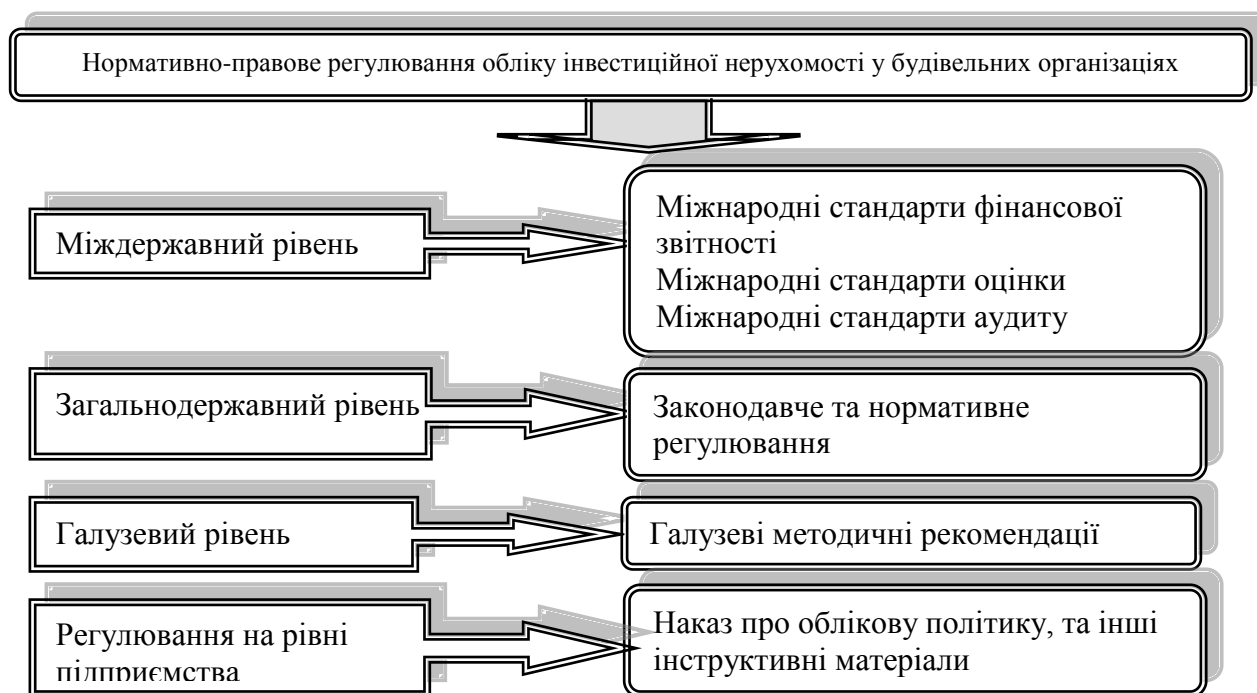 Нормативно-правове регулювання обліку інвестиційної нерухомості у будівельних організаціях
Міждержавний рівень
Міжнародні стандарти фінансової
звітності
Міжнародні стандарти оцінки
Міжнародні стандарти аудиту
Загальнодержавний рівень
Законодавче та нормативне
регулювання
Галузевий рівень
Галузеві методичні рекомендації
Регулювання на рівні
підприємства
Наказ про облікову політику, та інші
інструктивні матеріали